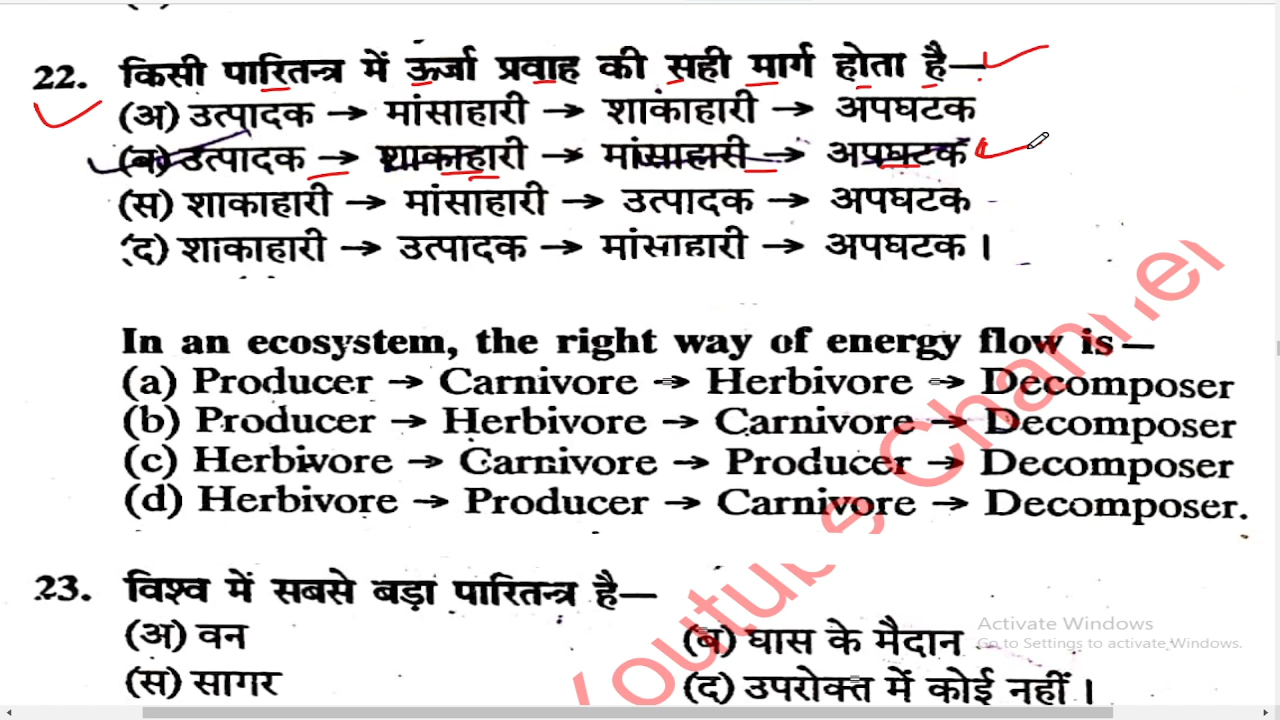 22. किसी पारितन्त्र में ऊर्जा प्रवाह की सही मार्ग होता है—
(अ) उत्पादक → मांसाहारी → शाकाहारी → अपघटक
(ब) उत्पादक → शाकाहारी → मांसाहारी → अपघटक
(स) शाकाहारी → मांसाहारी → उत्पादक → अपघटक
(द) शाकाहारी → उत्पादक → मांसाहारी → अपघटक ।
In an ecosystem, the right way of energy flow is—
(a) Producer → Carnivore → Herbivore → Decomposer
(b) Producer → Herbivore → Carnivore → Decomposer
(c) Herbivore → Carnivore → Producer → Decomposer
(d) Herbivore → Producer → Carnivore → Decomposer.
23. विश्व में सबसे बड़ा पारितन्त्र है—
(अ) वन (ब) घास के मैदान
(स) सागर (द) उपरोक्त में कोई नहीं ।
Youtube Channel
Activate Windows
Go to Settings to activate Windows.